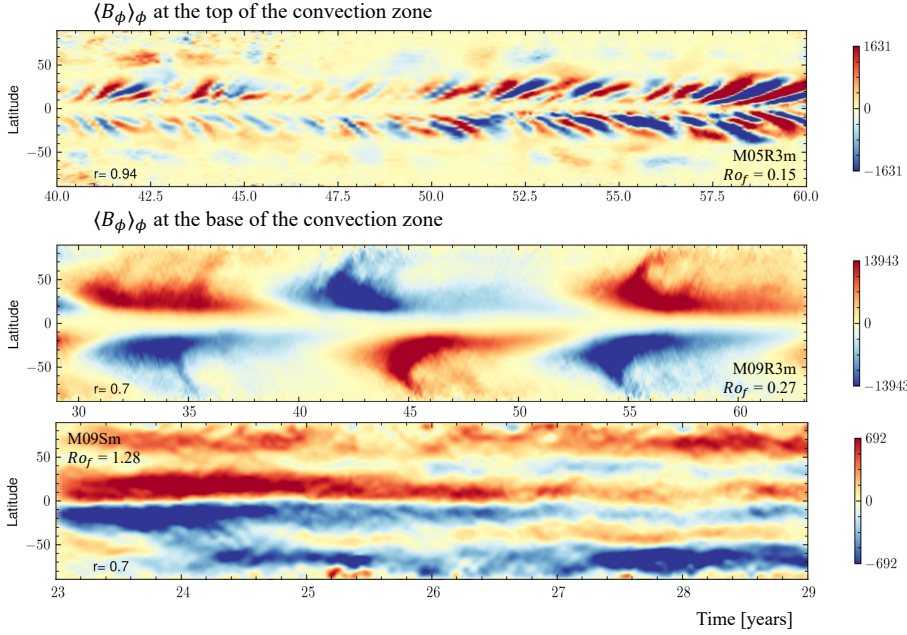 ⟨B_ϕ⟩_ϕ at the top of the convection zone
Latitude
50
0
−50
r= 0.94
M05R3m
Ro_f = 0.15
40.0 42.5 45.0 47.5 50.0 52.5 55.0 57.5 60.0
1631
0
−1631
⟨B_ϕ⟩_ϕ at the base of the convection zone
Latitude
50
0
−50
r= 0.7
M09R3m
Ro_f = 0.27
30 35 40 45 50 55 60
13943
0
−13943
M09Sm
Ro_f = 1.28
Latitude
50
0
−50
r= 0.7
23 24 25 26 27 28 29
692
0
−692
Time [years]